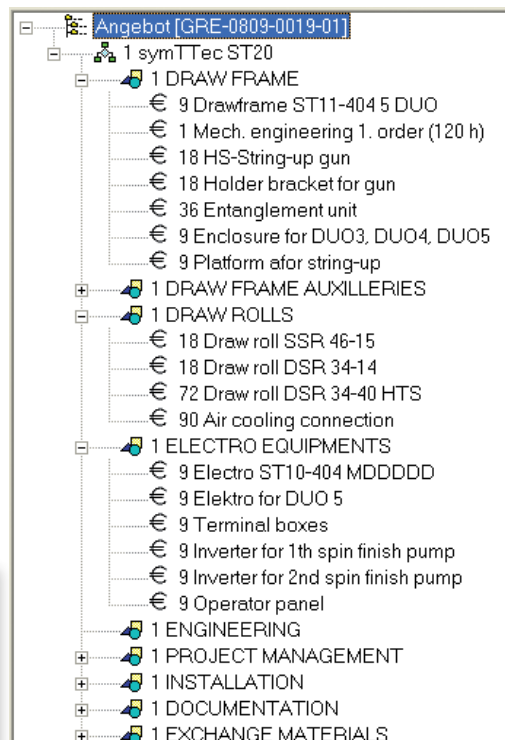 Angebot [GRE-0809-0019-01]
1 symTTec ST20
1 DRAW FRAME
€ 9 Drawframe ST11-404 5 DUO
€ 1 Mech. engineering 1. order (120 h)
€ 18 HS-String-up gun
€ 18 Holder bracket for gun
€ 36 Entanglement unit
€ 9 Enclosure for DUO3, DUO4, DUO5
€ 9 Platform afor string-up
1 DRAW FRAME AUXILLERIES
1 DRAW ROLLS
€ 18 Draw roll SSR 46-15
€ 18 Draw roll DSR 34-14
€ 72 Draw roll DSR 34-40 HTS
€ 90 Air cooling connection
1 ELECTRO EQUIPMENTS
€ 9 Electro ST10-404 MDDDDD
€ 9 Elektro for DUO 5
€ 9 Terminal boxes
€ 9 Inverter for 1th spin finish pump
€ 9 Inverter for 2nd spin finish pump
€ 9 Operator panel
1 ENGINEERING
1 PROJECT MANAGEMENT
1 INSTALLATION
1 DOCUMENTATION
1 EXCHANGE MATERIALS